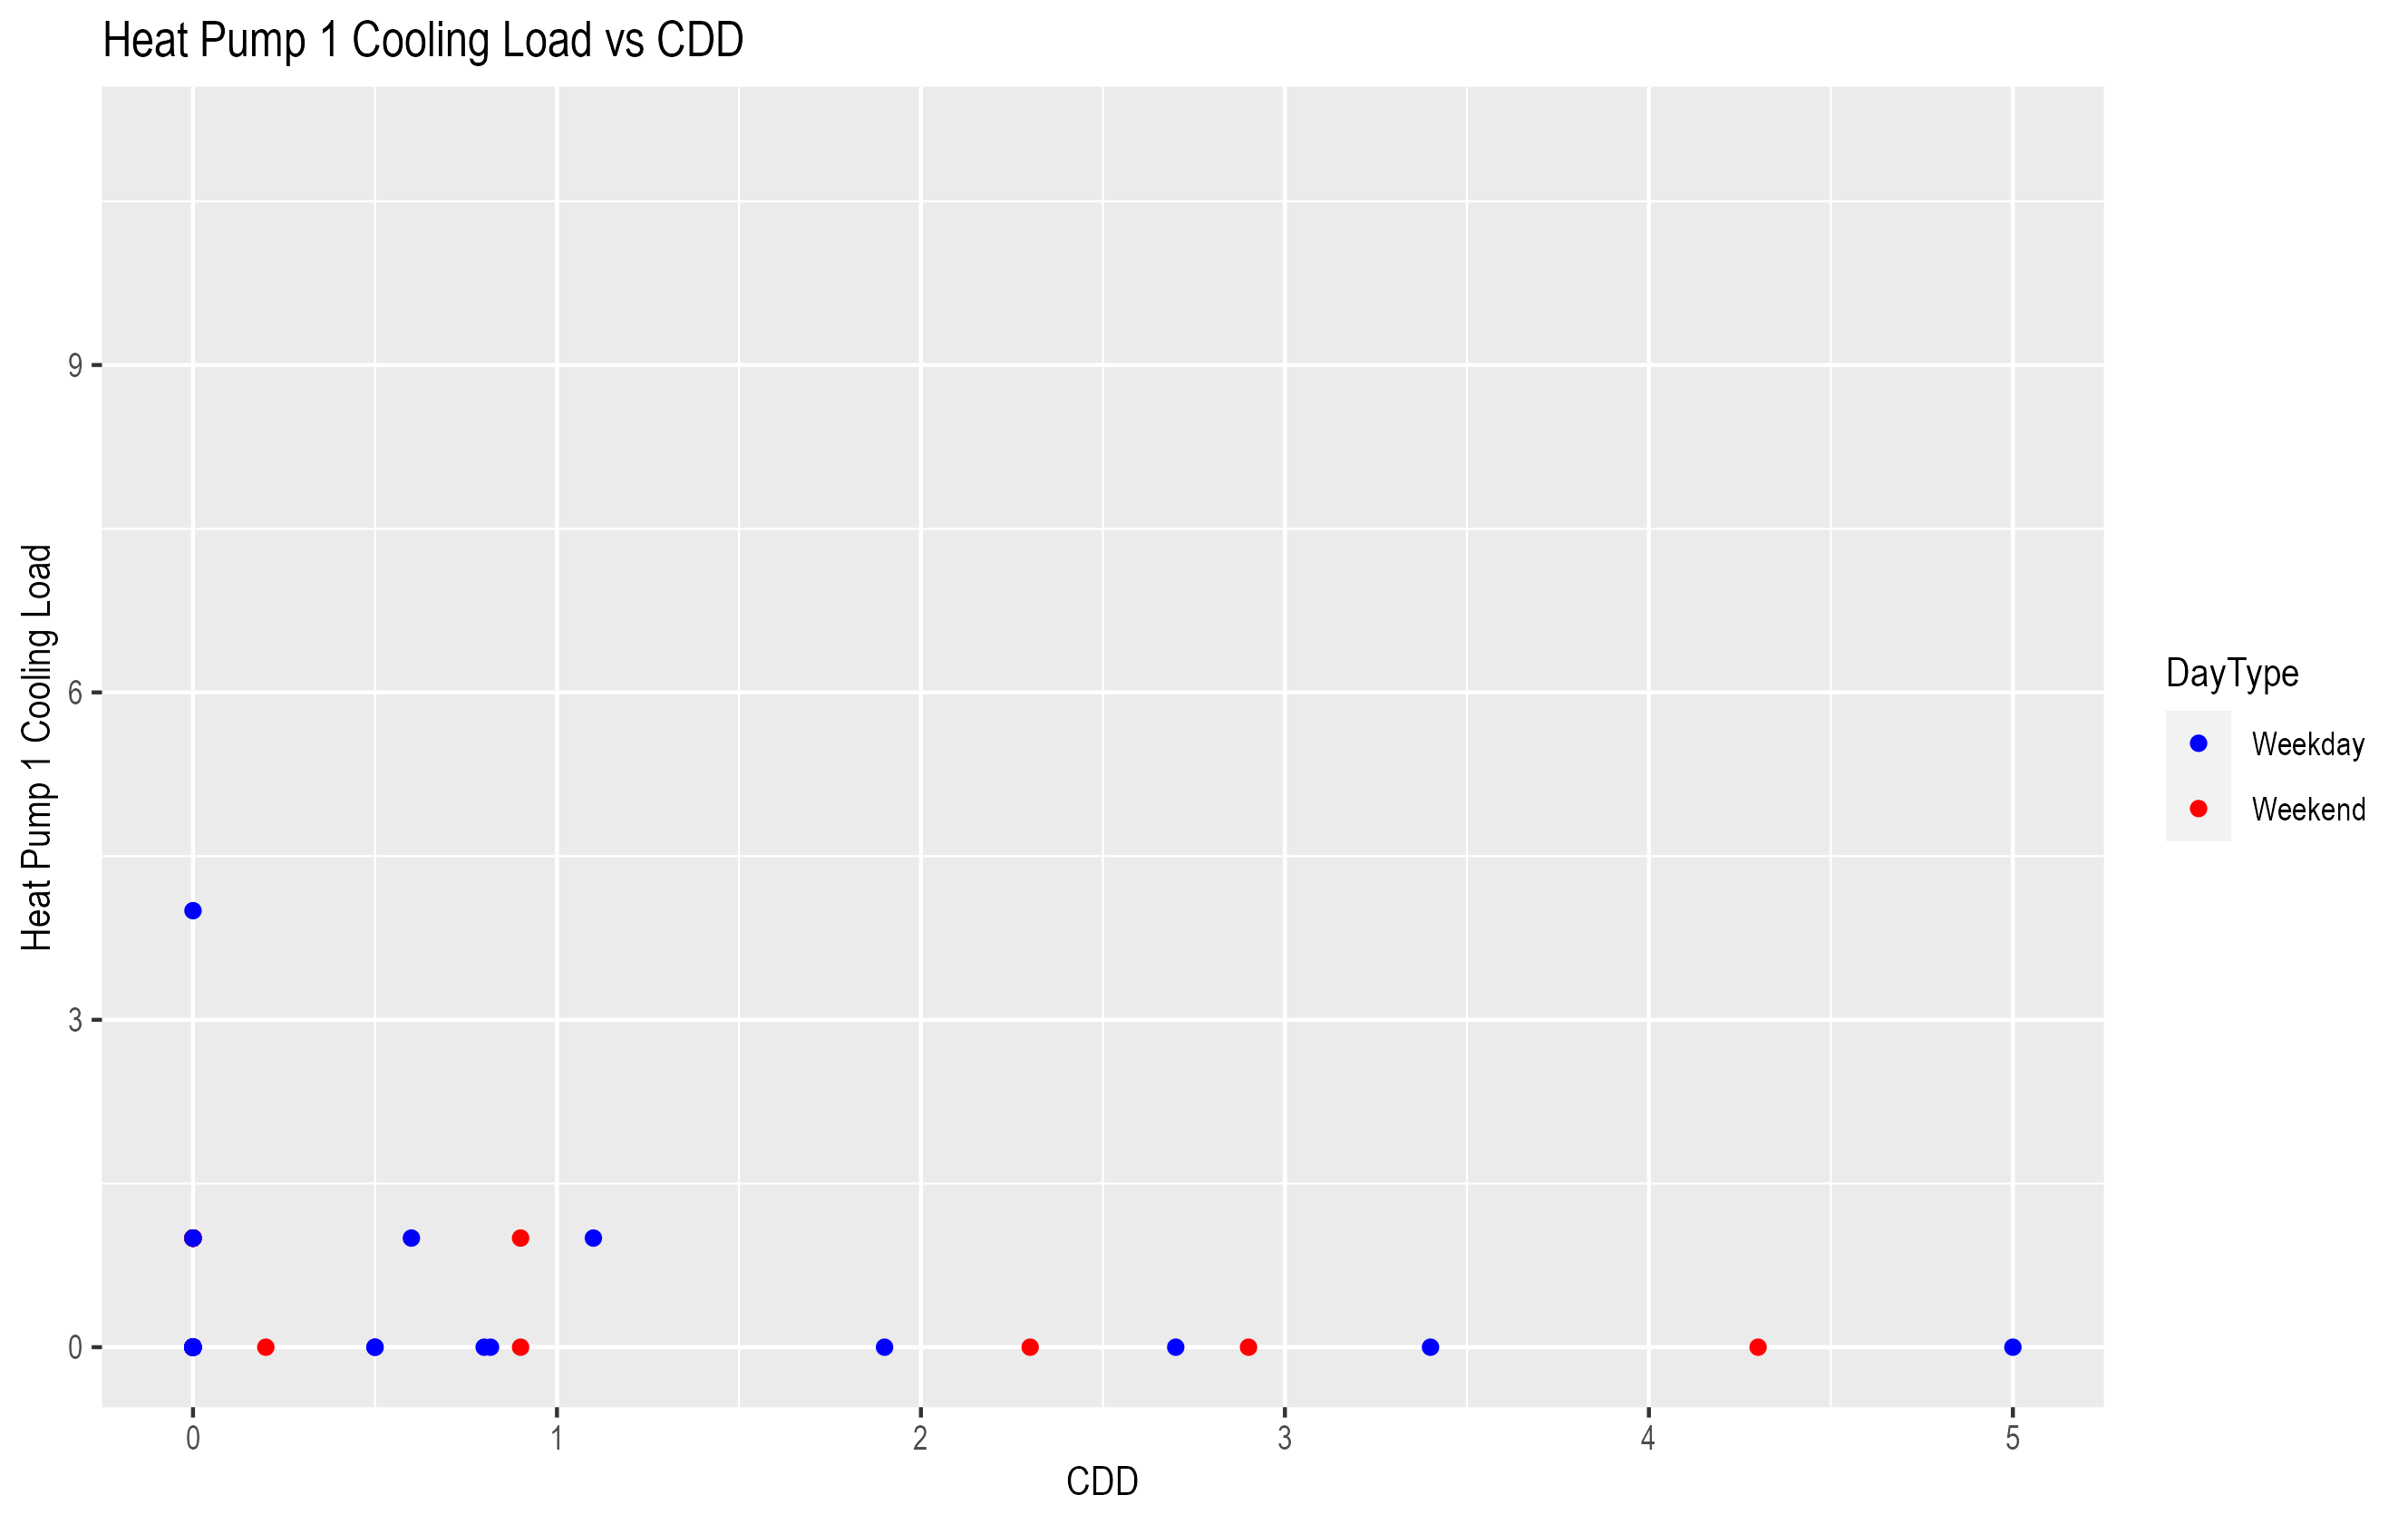 Heat Pump 1 Cooling Load vs CDD
Heat Pump 1 Cooling Load
9
6
3
0
0 1 2 3 4 5
CDD
DayType
Weekday
Weekend